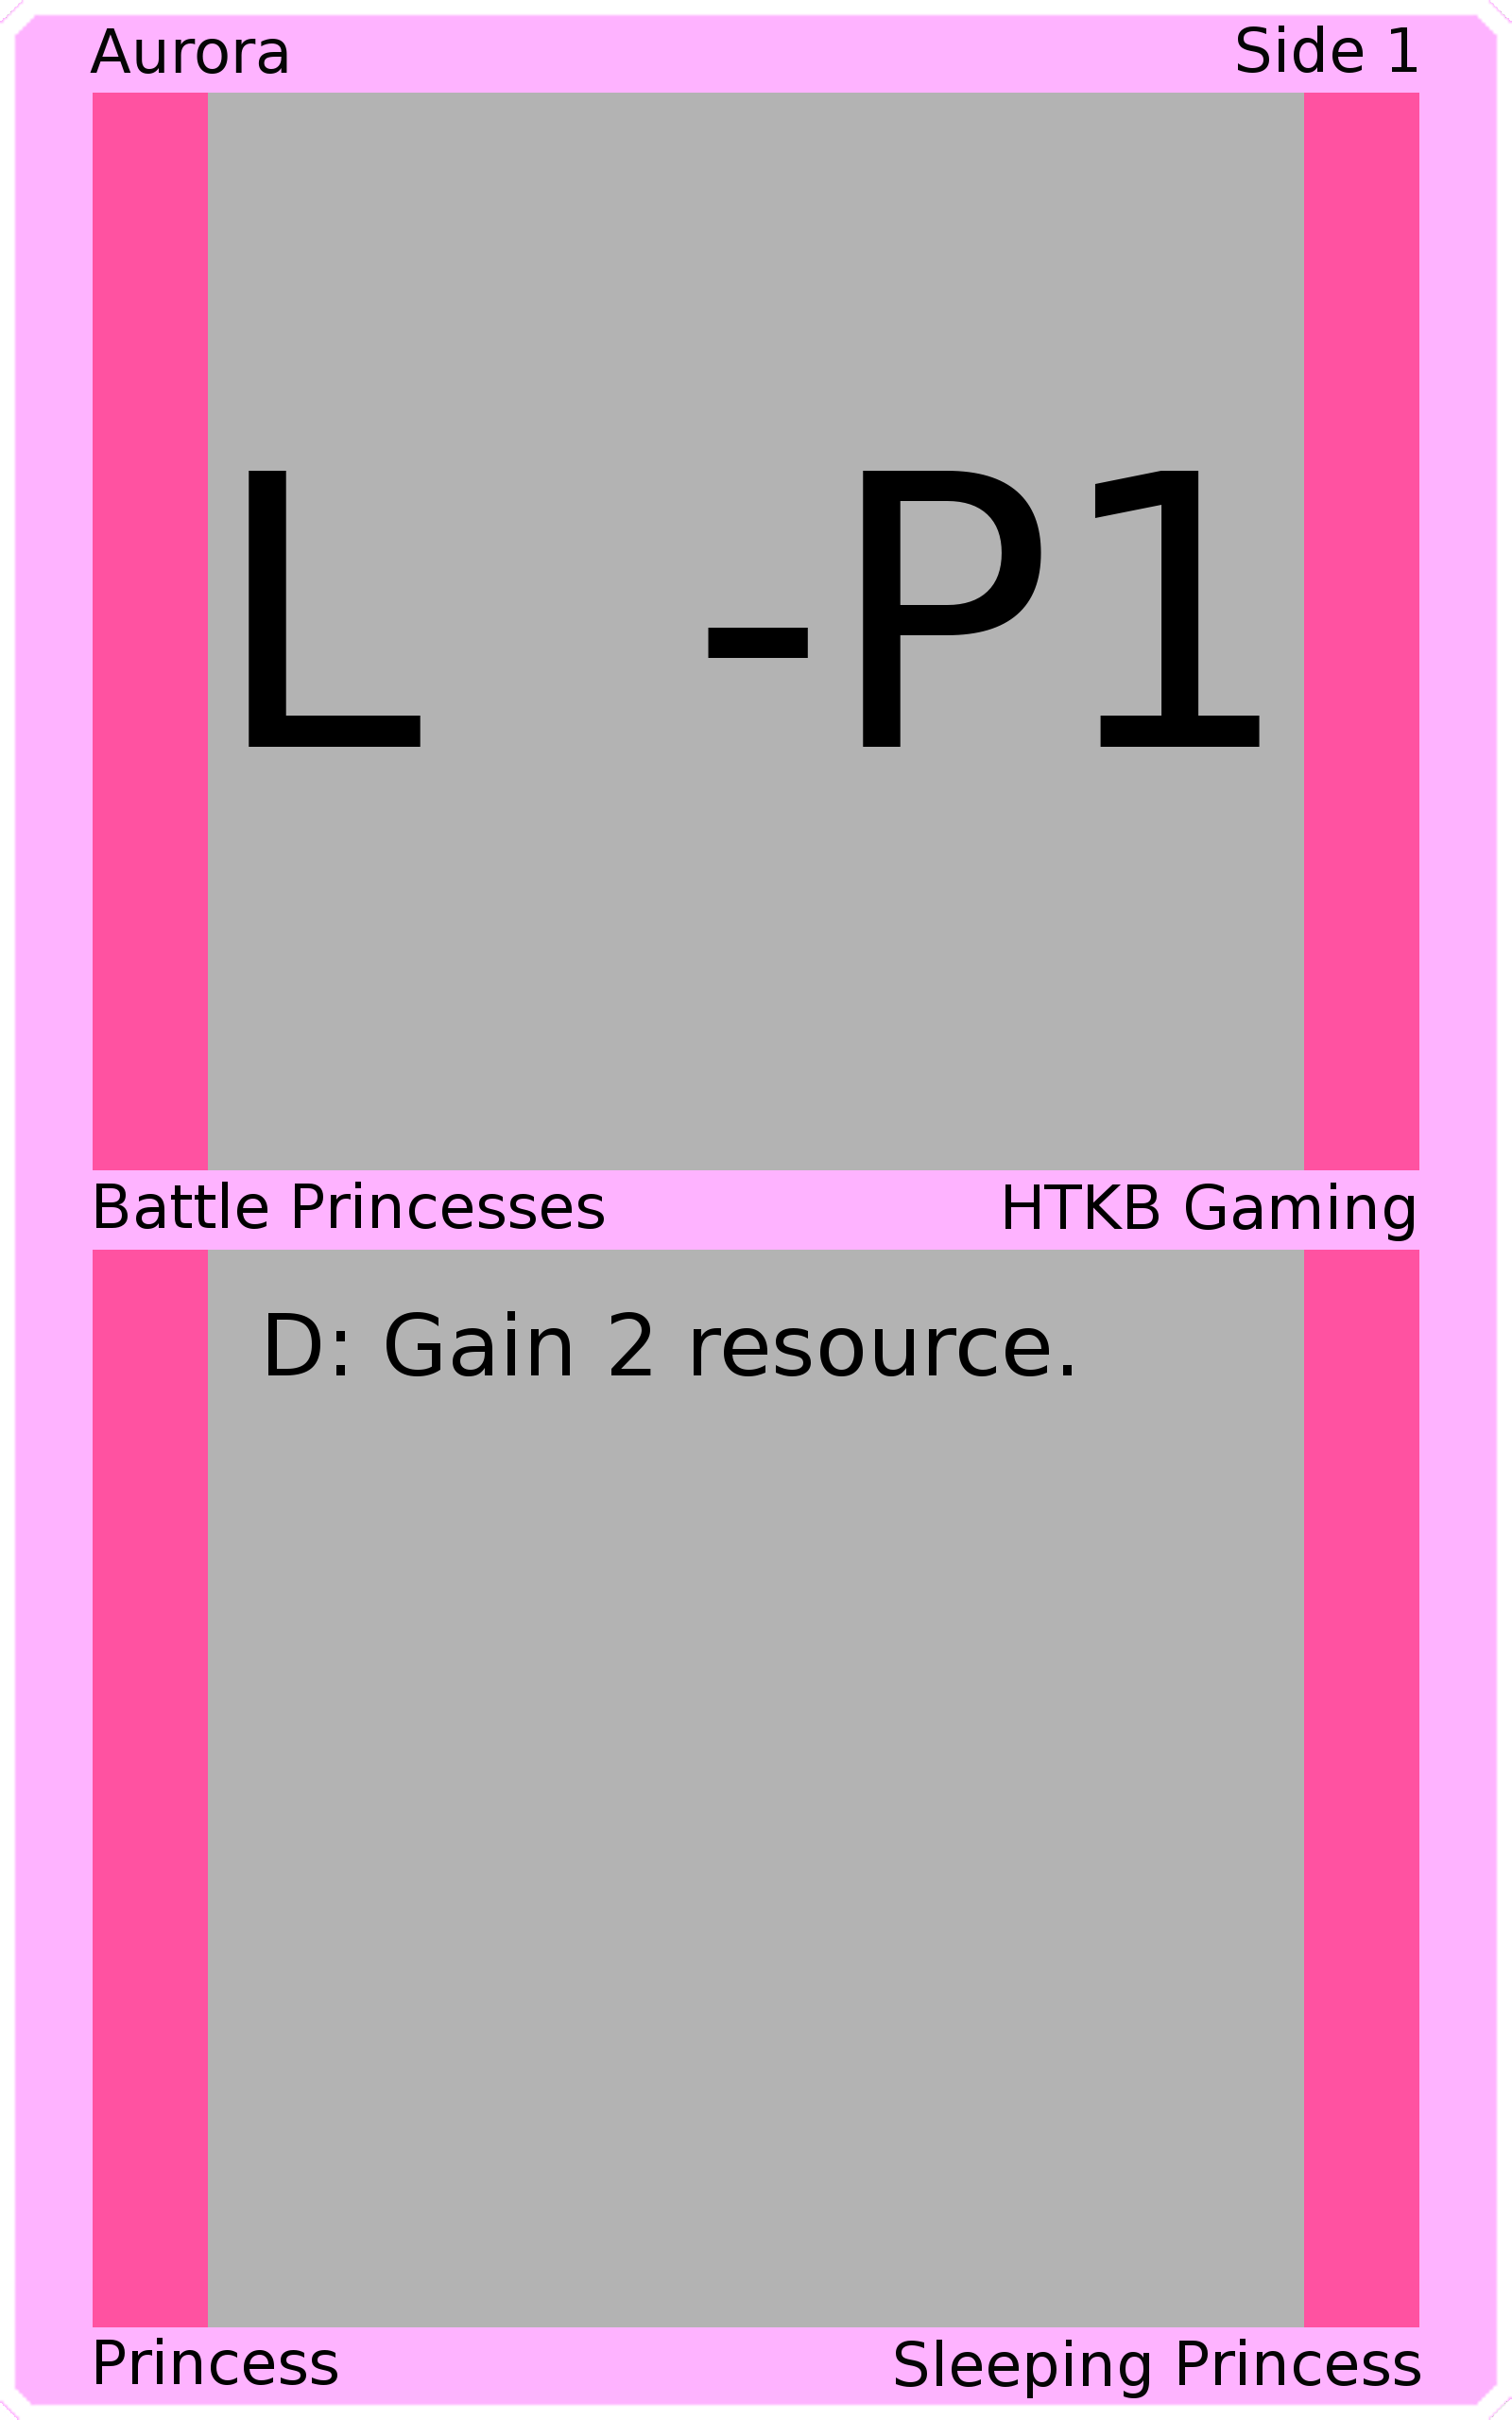 Aurora Side 1
L -P1
Battle Princesses HTKB Gaming
D: Gain 2 resource.
Princess Sleeping Princess